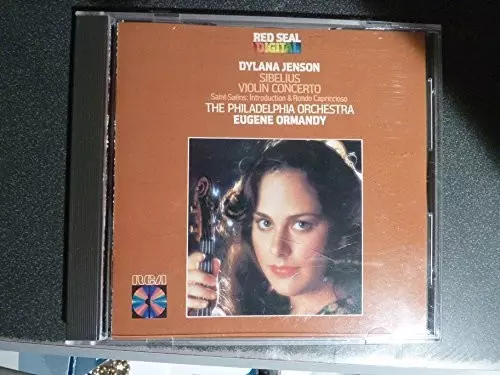 RED SEAL
DIGITAL
DYLANA JENSON
SIBELIUS
VIOLIN CONCERTO
Saint-Saëns: Introduction & Rondo Capriccioso
THE PHILADELPHIA ORCHESTRA
EUGENE ORMANDY
RCA